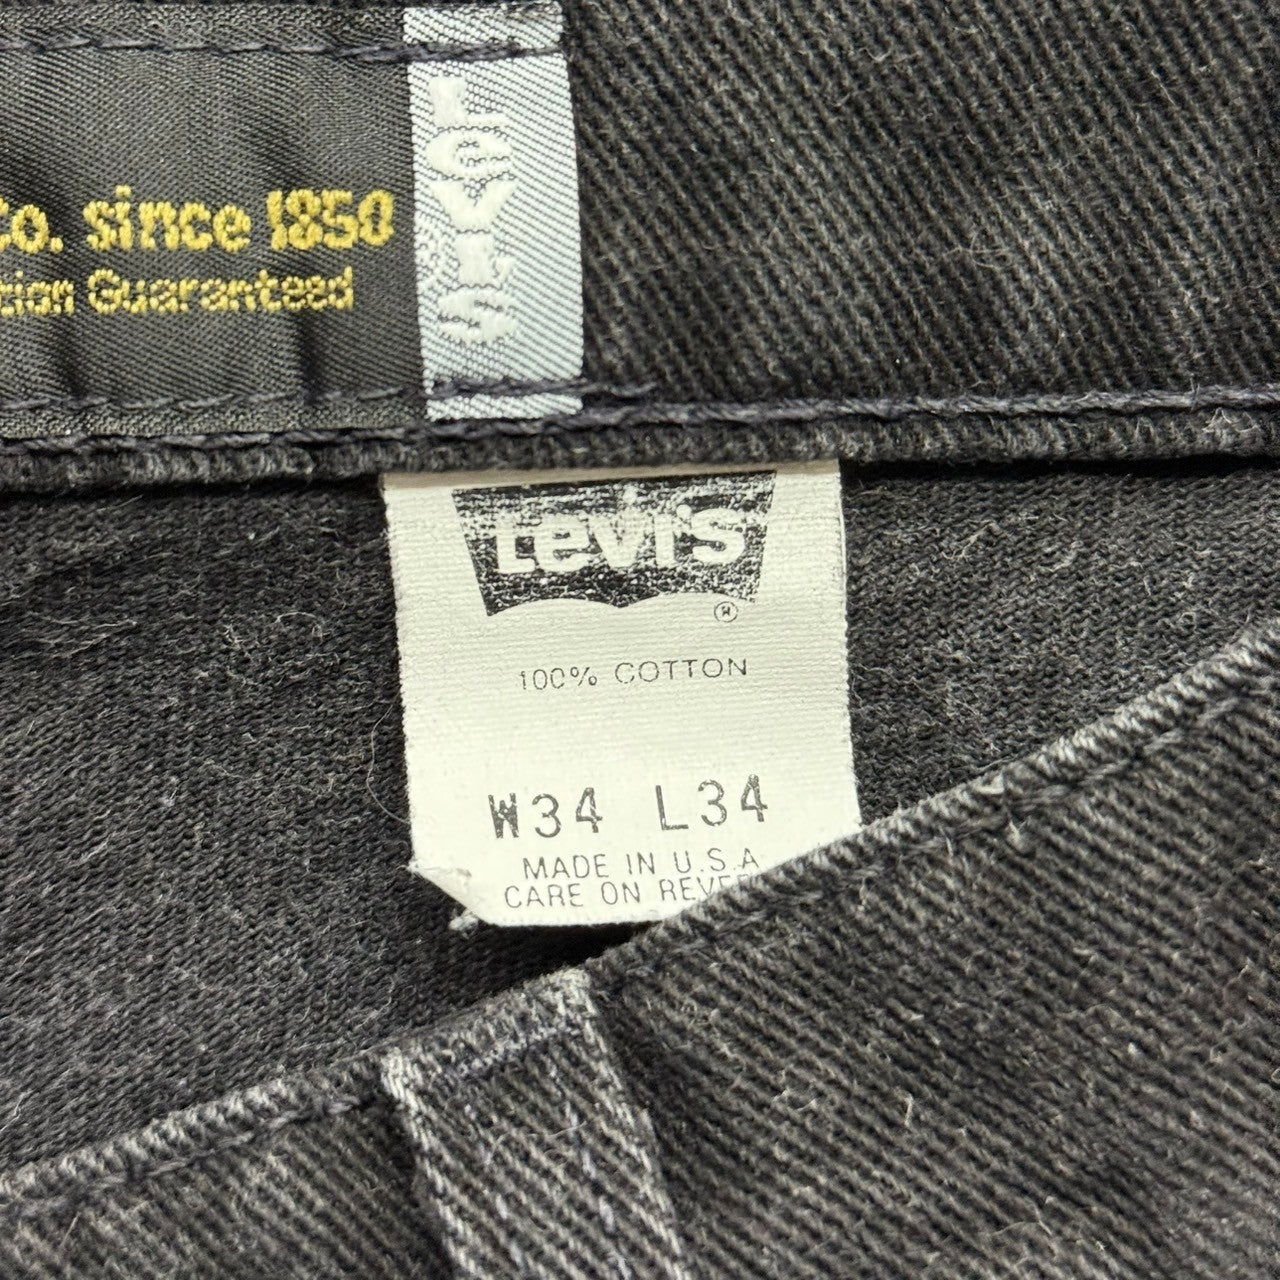 Co. since 1850
tion Guaranteed
LEVI'S
Levi's
®
100% COTTON
W34 L34
MADE IN U.S.A
CARE ON REVE